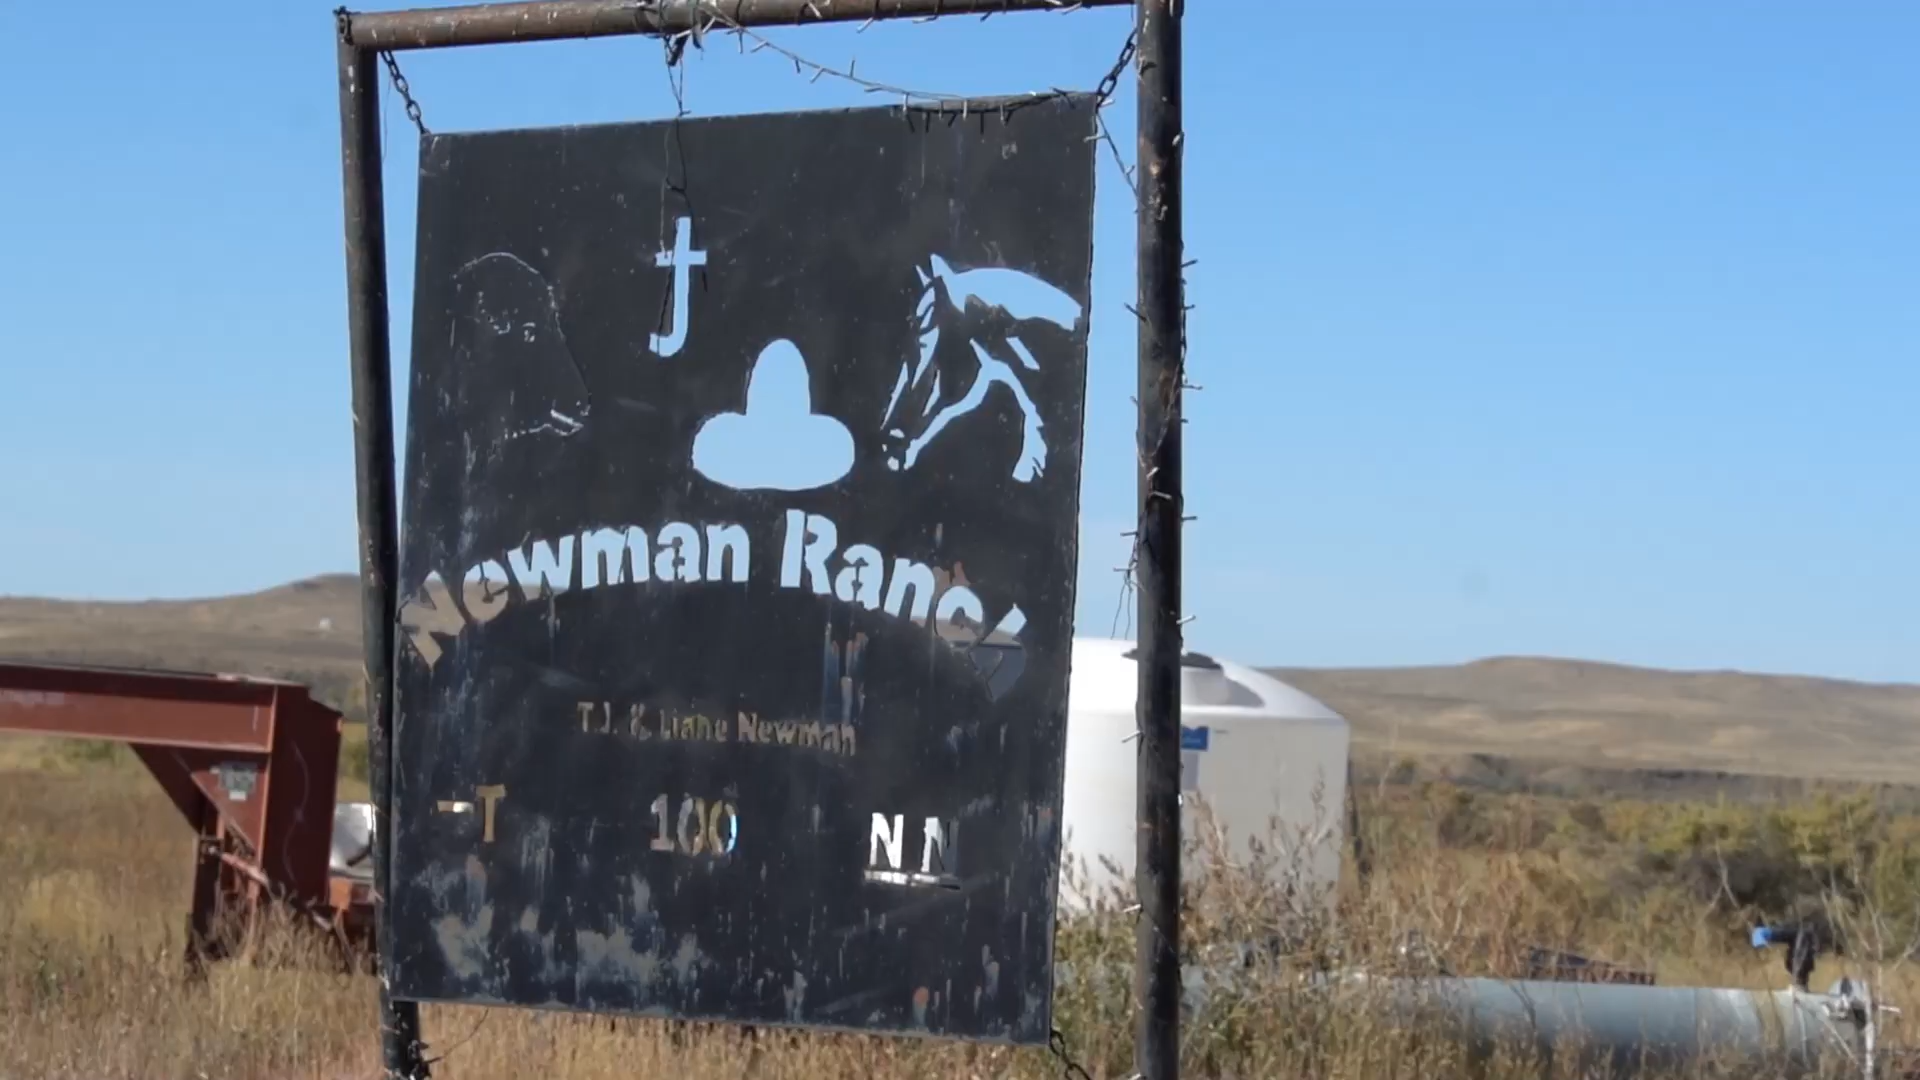 Newman Ranch
T.J. & Liane Newman
-T 100 NN